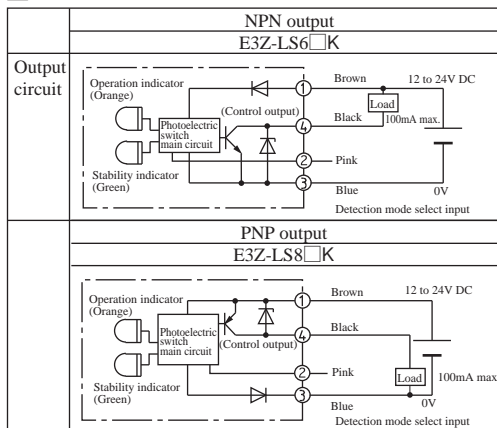 NPN output
E3Z-LS6□K
Output circuit
Operation indicator
(Orange)
Photoelectric
switch
main circuit
Stability indicator
(Green)
(Control output)
1
4
2
3
Brown
Black
Pink
Blue
12 to 24V DC
Load
100mA max.
0V
Detection mode select input
PNP output
E3Z-LS8□K
Operation indicator
(Orange)
Photoelectric
switch
main circuit
Stability indicator
(Green)
(Control output)
1
4
2
3
Brown
Black
Pink
Blue
12 to 24V DC
Load
100mA max
0V
Detection mode select input